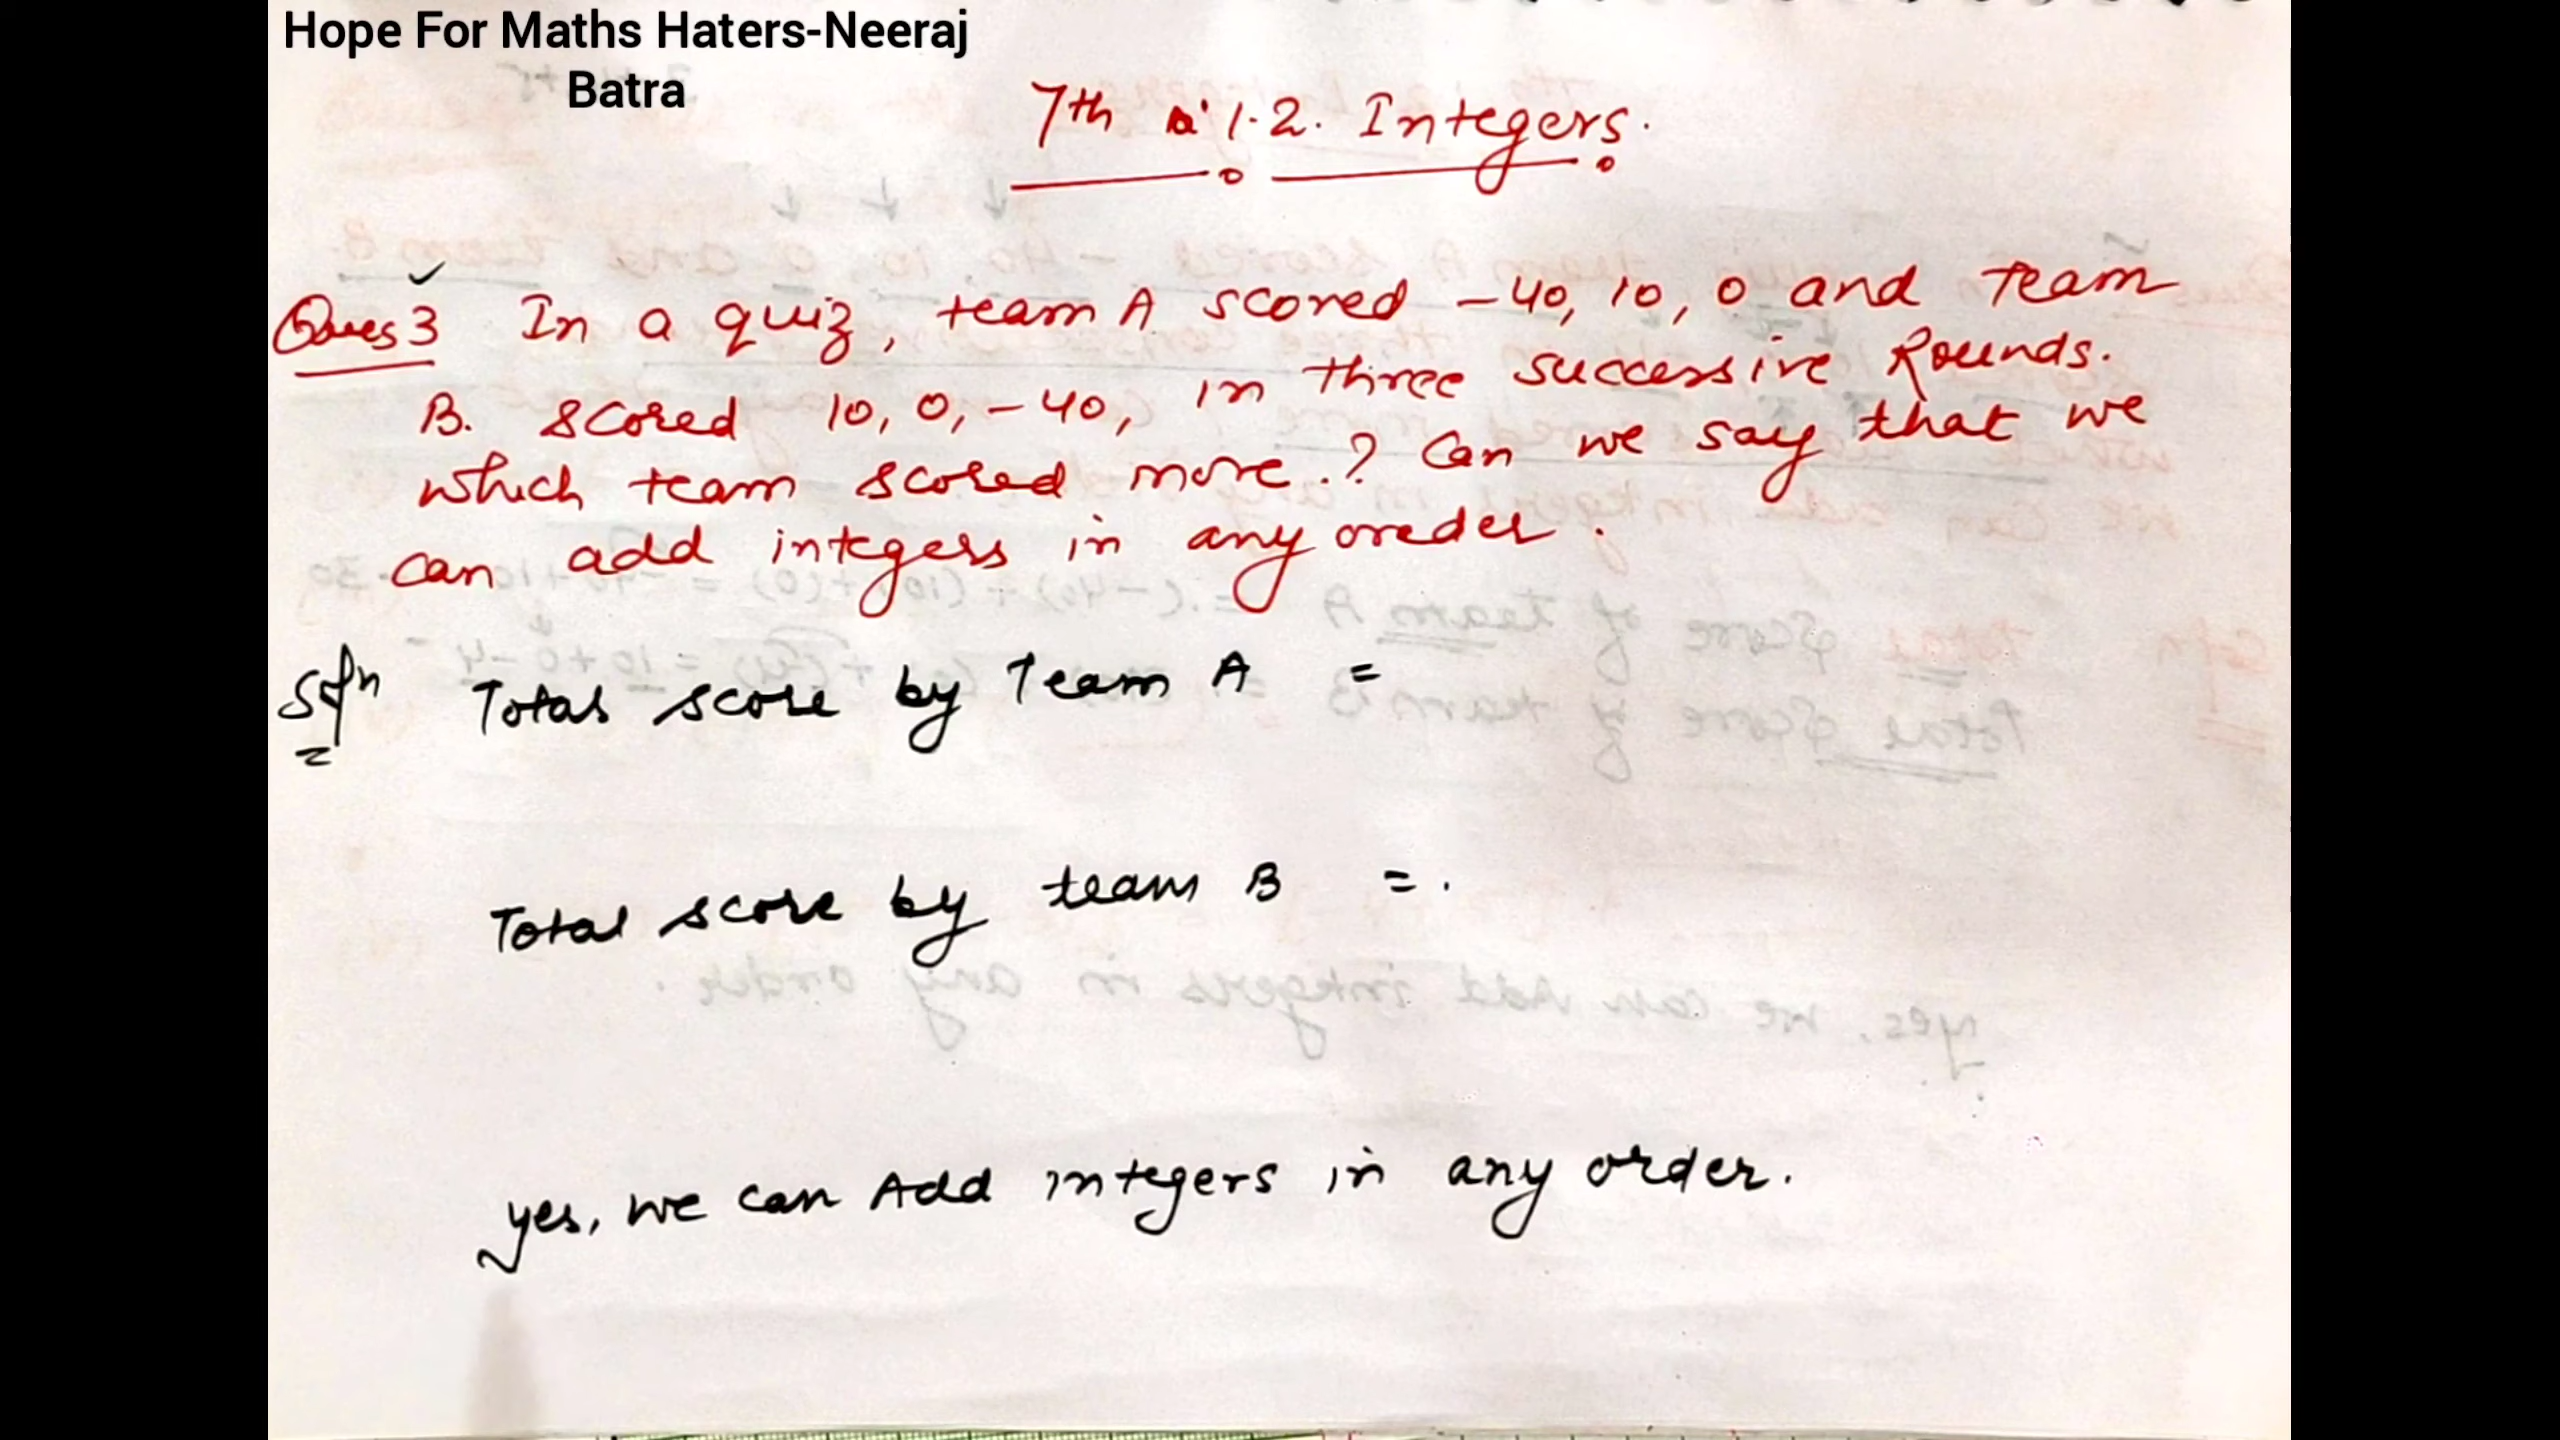 Hope For Maths Haters-Neeraj
Batra
7th 1.2. Integers.
Ques 3 In a quiz, team A scored -40, 10, 0 and Team
B. scored 10, 0, -40, in three successive Rounds.
which team scored more.? Can we say that we
can add integers in any oreder.
Soln Total score by Team A =
Total score by team B = .
yes, we can Add integers in any order.